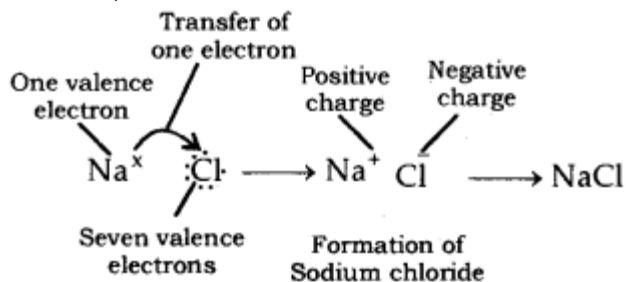 Transfer of
one electron
One valence
electron
Positive
charge
Negative
charge
Naˣ :Cl· ⟶ Na⁺ Cl⁻ ⟶ NaCl
Seven valence
electrons
Formation of
Sodium chloride